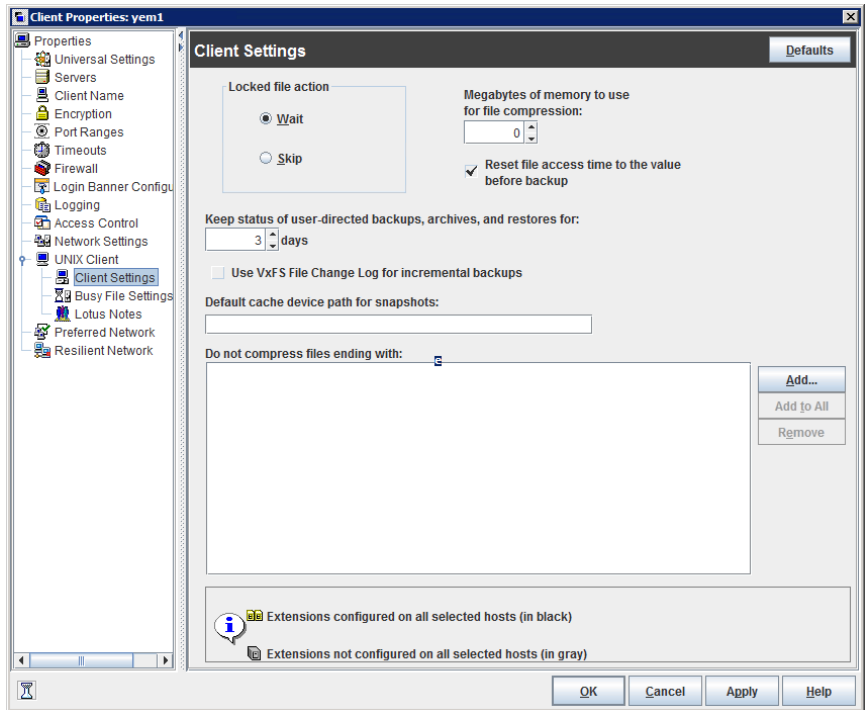 Client Properties: yem1
Properties
Universal Settings
Servers
Client Name
Encryption
Port Ranges
Timeouts
Firewall
Login Banner Configu
Logging
Access Control
Network Settings
UNIX Client
Client Settings
Busy File Settings
Lotus Notes
Preferred Network
Resilient Network
Client Settings
Defaults
Locked file action
Wait
Skip
Megabytes of memory to use
for file compression:
0
Reset file access time to the value
before backup
Keep status of user-directed backups, archives, and restores for:
3 days
Use VxFS File Change Log for incremental backups
Default cache device path for snapshots:
Do not compress files ending with:
Add...
Add to All
Remove
Extensions configured on all selected hosts (in black)
Extensions not configured on all selected hosts (in gray)
OK
Cancel
Apply
Help